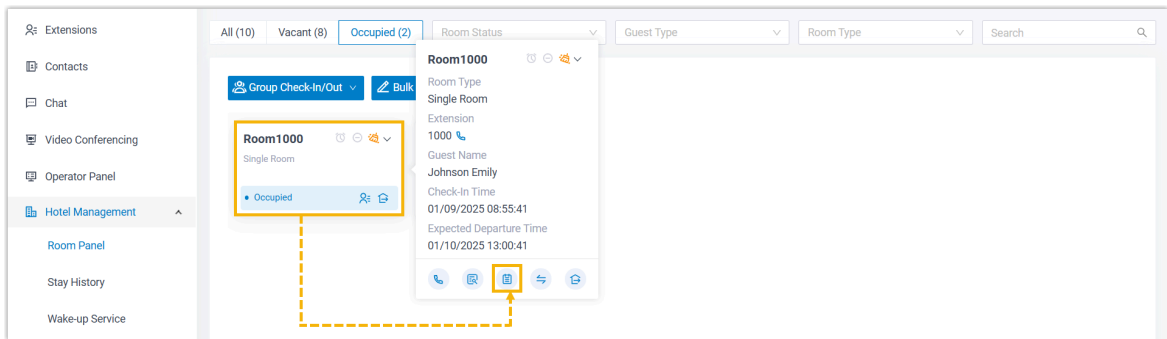 Extensions
Contacts
Chat
Video Conferencing
Operator Panel
Hotel Management
Room Panel
Stay History
Wake-up Service
All (10) Vacant (8) Occupied (2) Room Status Guest Type Room Type Search
Group Check-In/Out Bulk
Room1000
Single Room
Occupied
Room1000
Room Type
Single Room
Extension
1000
Guest Name
Johnson Emily
Check-In Time
01/09/2025 08:55:41
Expected Departure Time
01/10/2025 13:00:41